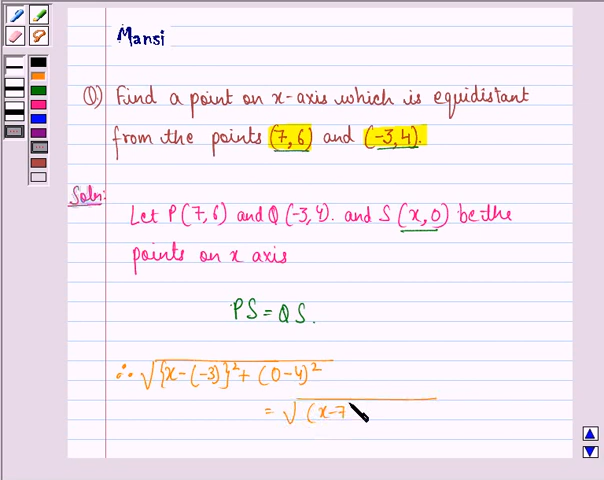 Mansi
Q) Find a point on x-axis which is equidistant
from the points (7,6) and (-3,4).
Soln:
Let P(7,6) and Q(-3,4). and S(x,0) be the
points on x axis
PS=QS.
∴ √{x-(-3)}²+(0-4)²
= √(x-7